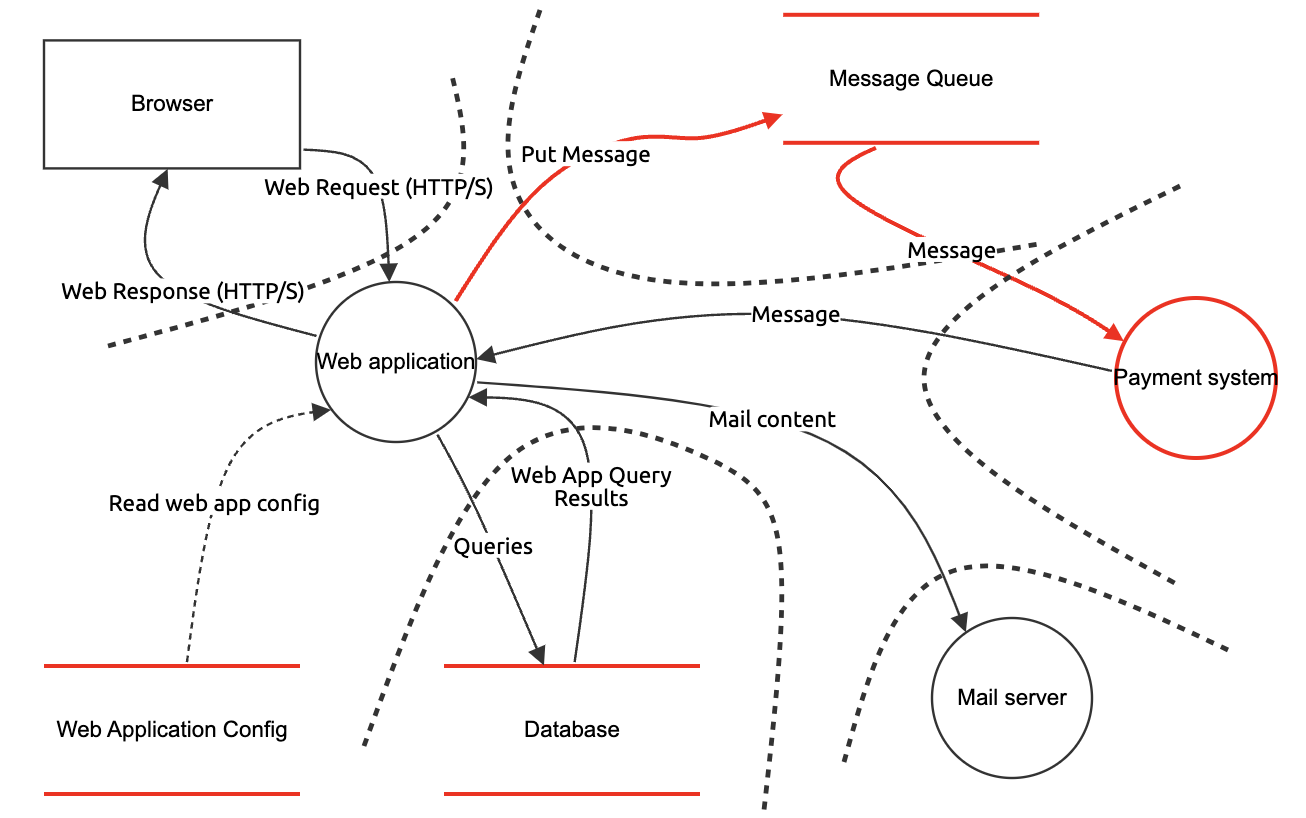 Browser
Message Queue
Put Message
Web Request (HTTP/S)
Message
Web Response (HTTP/S)
Message
Web application
Payment system
Mail content
Read web app config
Web App Query
Results
Queries
Mail server
Web Application Config
Database